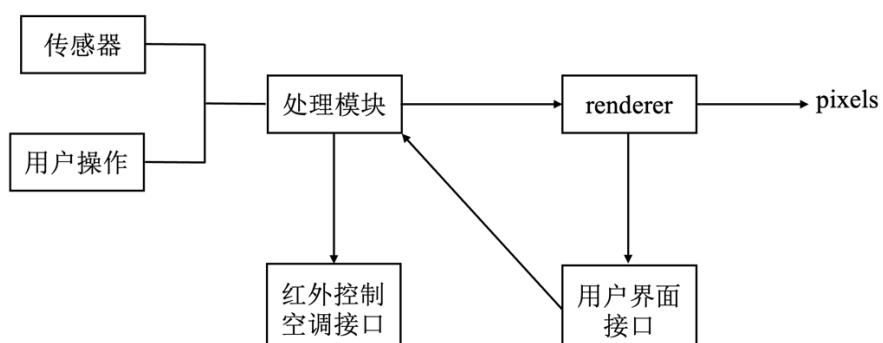 传感器
处理模块
renderer
pixels
用户操作
红外控制
空调接口
用户界面
接口